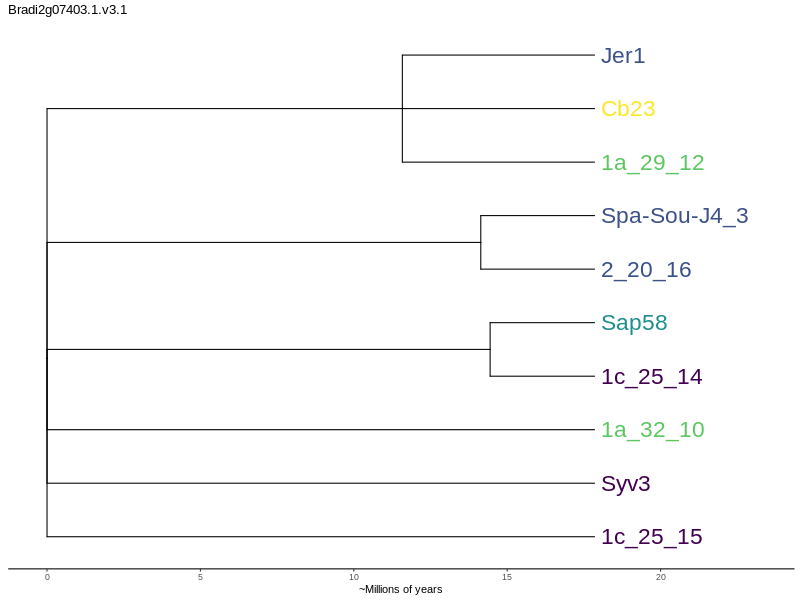 Bradi2g07403.1.v3.1
Jer1
Cb23
1a_29_12
Spa-Sou-J4_3
2_20_16
Sap58
1c_25_14
1a_32_10
Syv3
1c_25_15
0 5 10 15 20
~Millions of years